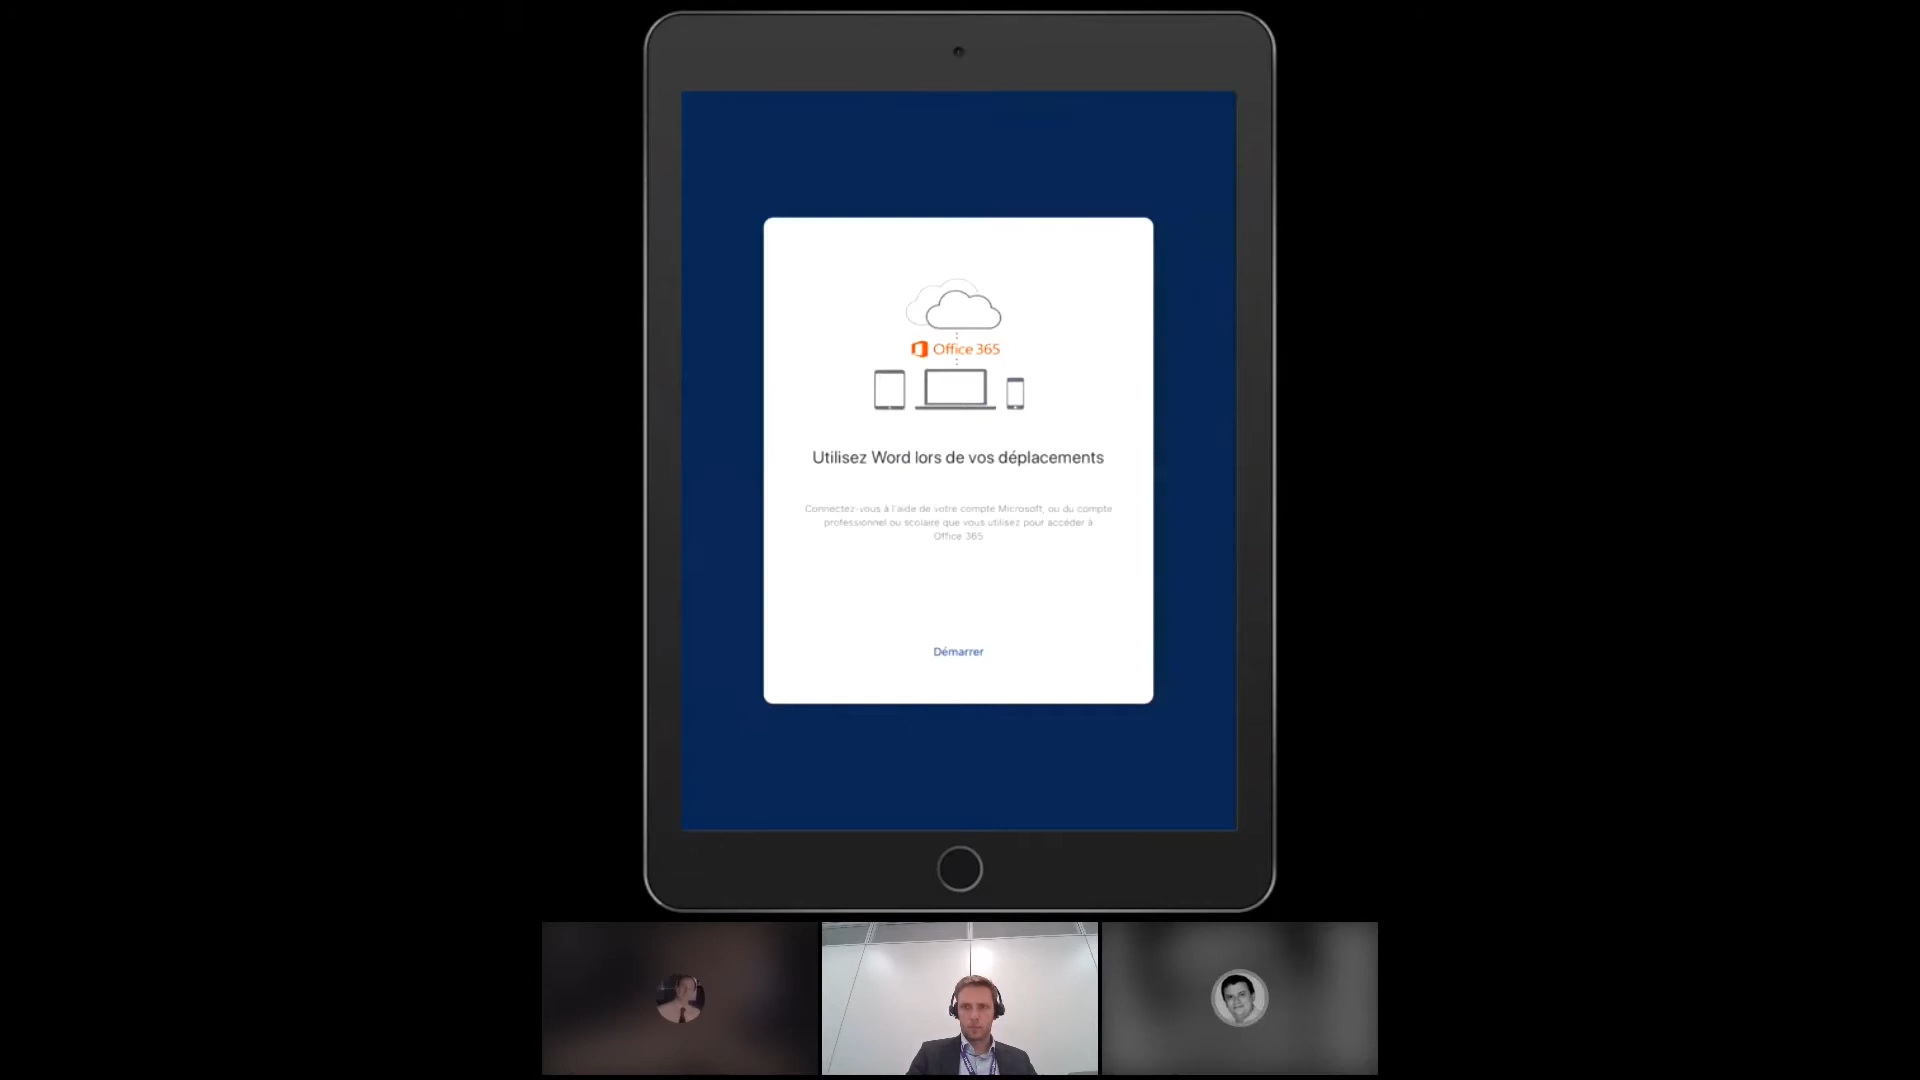 Office 365
Utilisez Word lors de vos déplacements
Connectez-vous à l'aide de votre compte Microsoft, ou du compte
professionnel ou scolaire que vous utilisez pour accéder à
Office 365
Démarrer